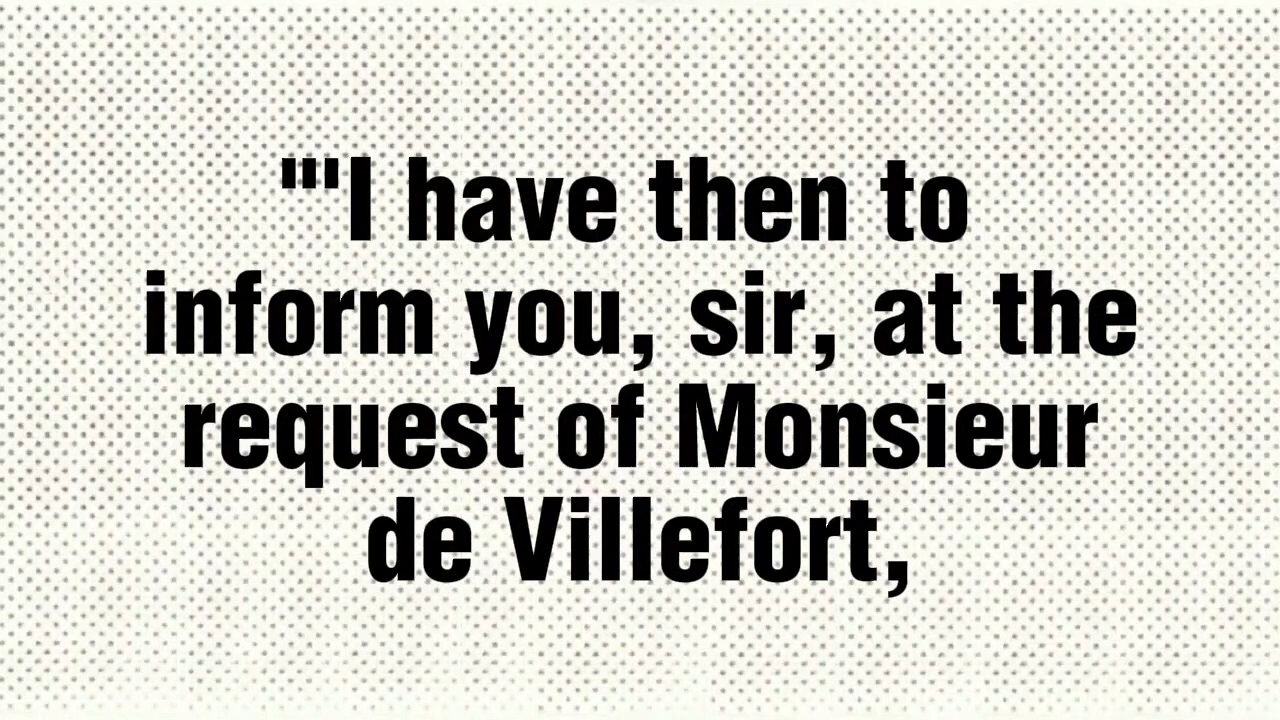 "'I have then to
inform you, sir, at the
request of Monsieur
de Villefort,